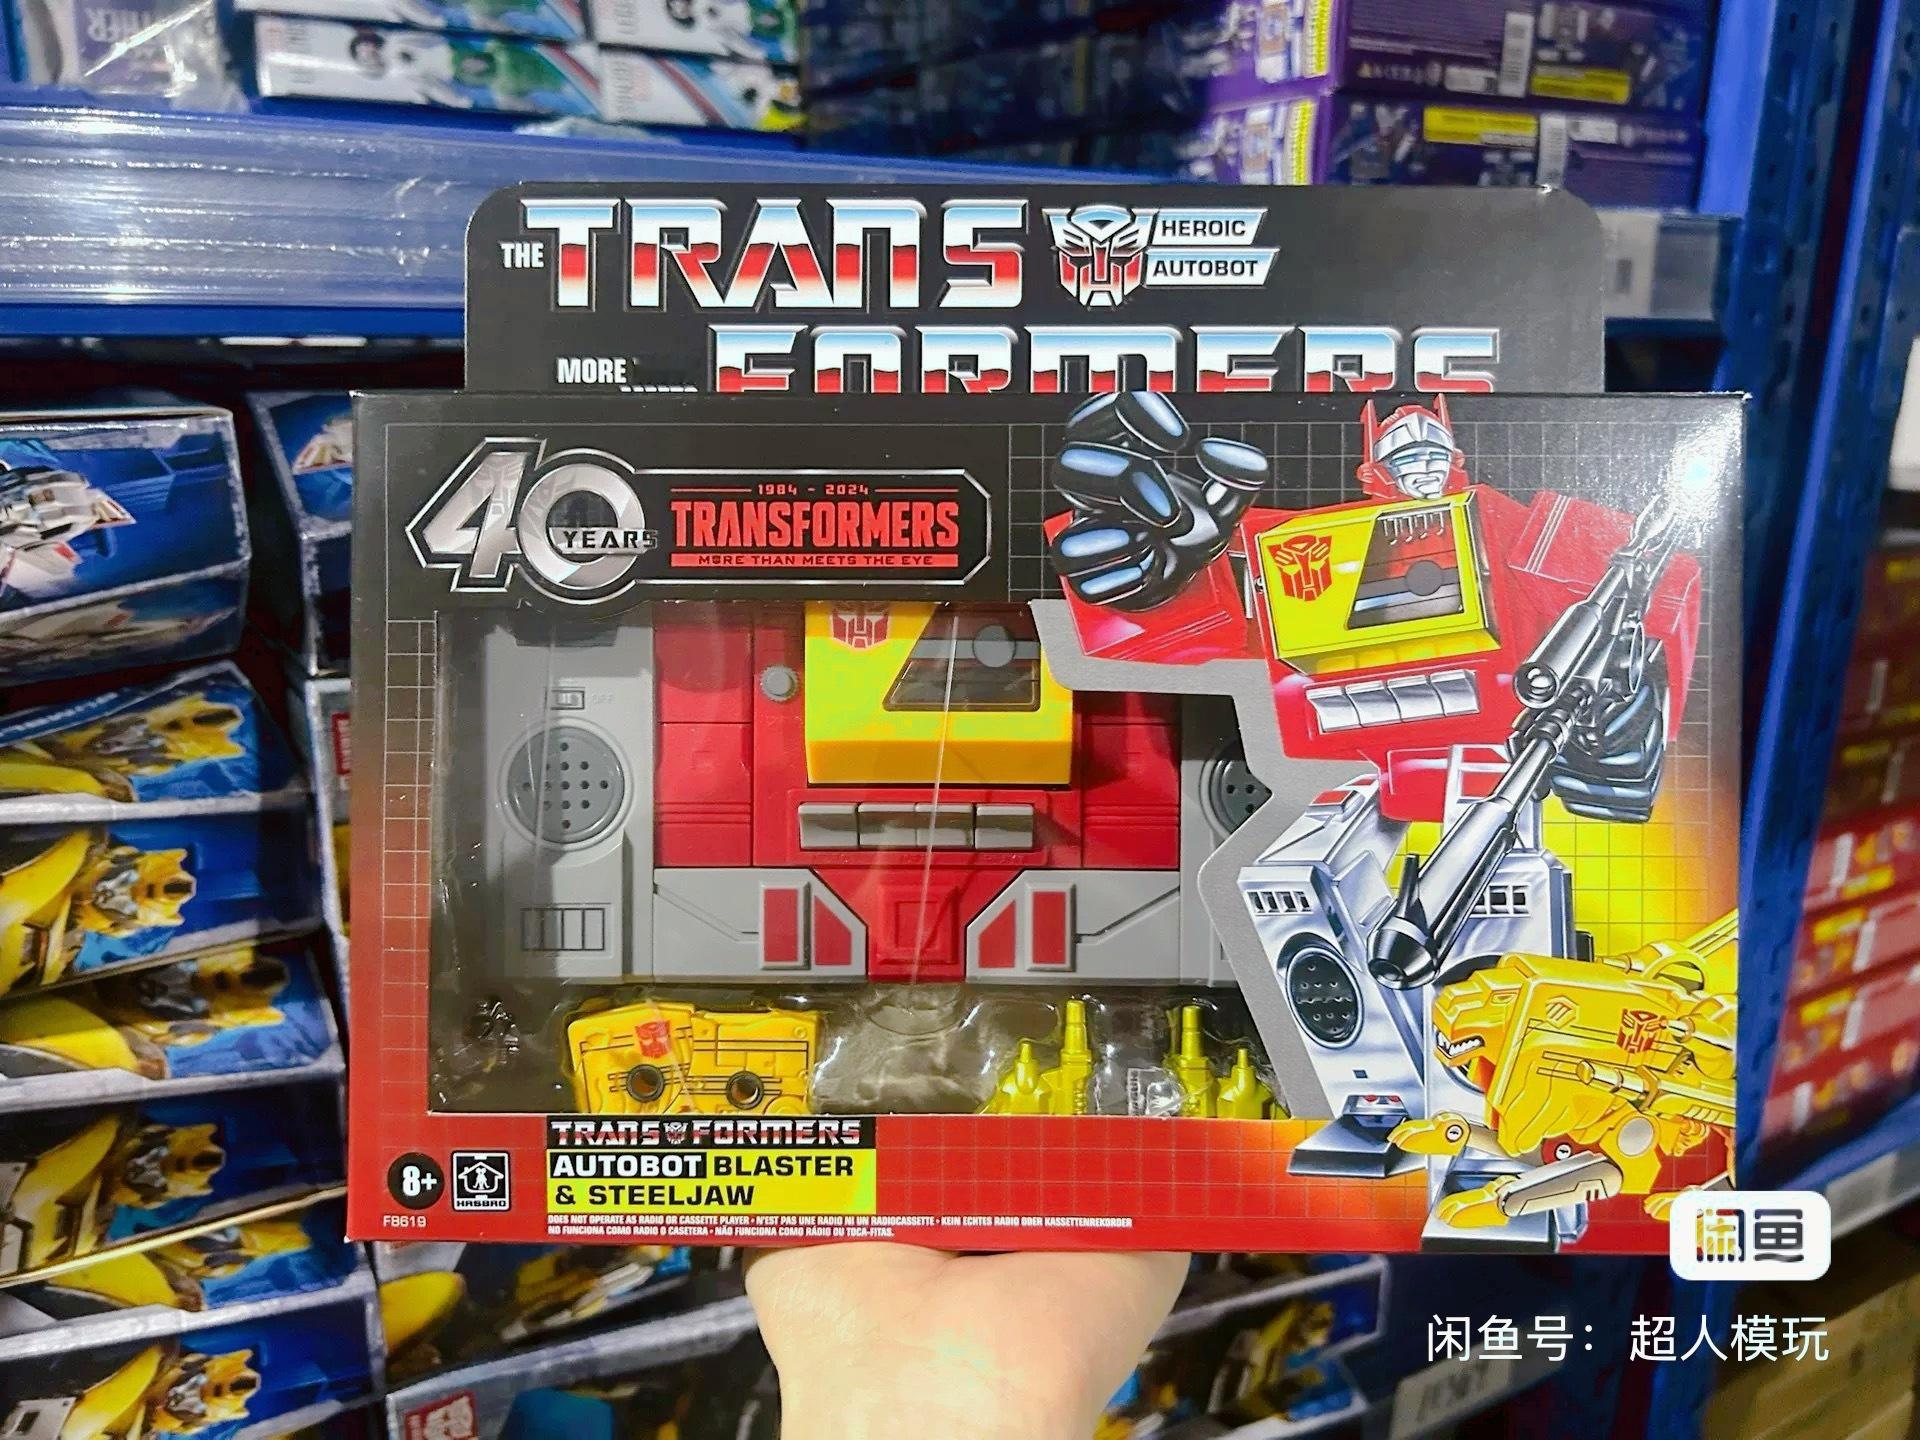 THE TRANS
HEROIC
AUTOBOT
MORE
FORMERS
40 YEARS
1984 - 2024
TRANSFORMERS
MORE THAN MEETS THE EYE
OFF
TRANSFORMERS
AUTOBOT BLASTER
& STEELJAW
8+
HASBRO
F8619
DOES NOT OPERATE AS RADIO OR CASSETTE PLAYER • N'EST PAS UNE RADIO NI UN RADIOCASSETTE • KEIN ECHTES RADIO ODER KASSETTENREKORDER
NO FUNCIONA COMO RADIO O CASETERA • NÃO FUNCIONA COMO RÁDIO OU TOCA-FITAS.
闲鱼
闲鱼号：超人模玩